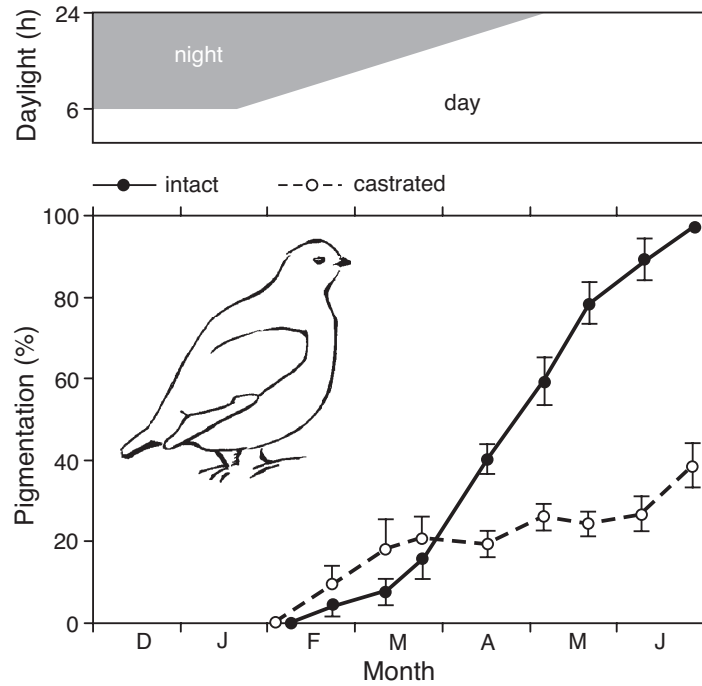 Daylight (h)
24
6
night
day
intact
castrated
Pigmentation (%)
100
80
60
40
20
0
D J F M A M J
Month